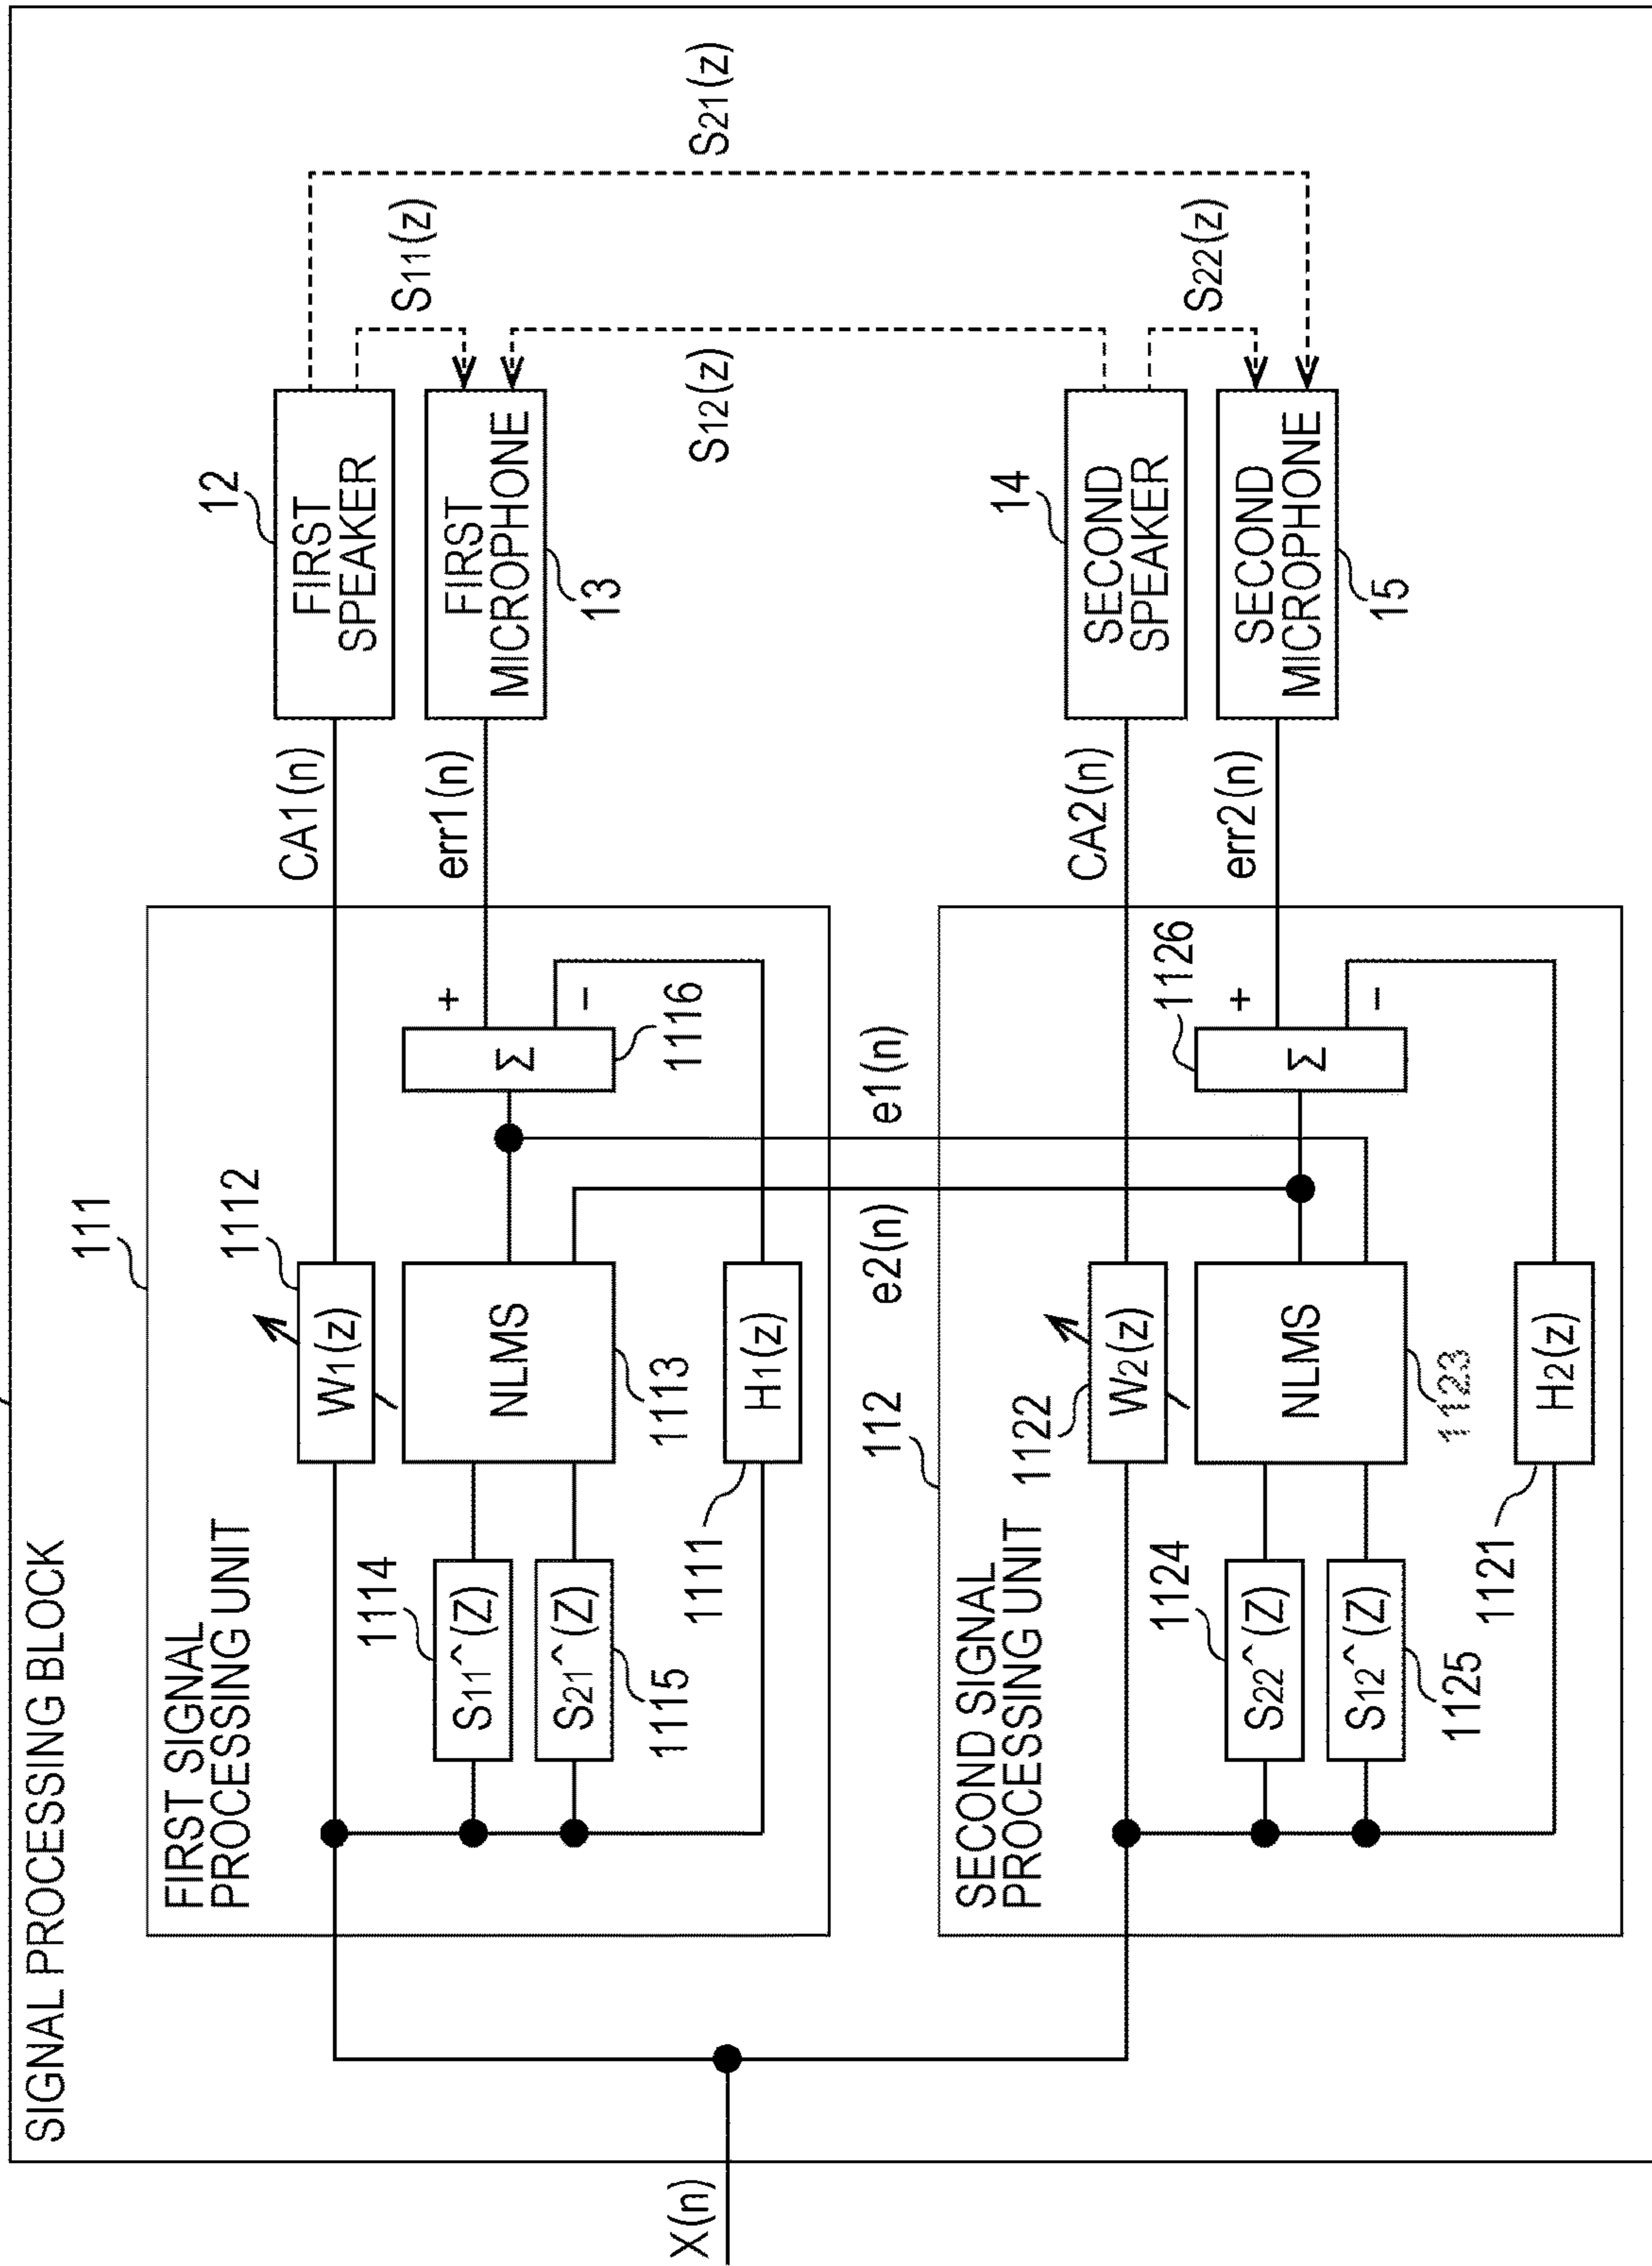 SIGNAL PROCESSING BLOCK
X(n)
111
FIRST SIGNAL
PROCESSING UNIT
1112
W1(z)
CA1(n)
12
FIRST
SPEAKER
1114
S11^(Z)
NLMS
1113
Σ
1116
+
−
err1(n)
FIRST
MICROPHONE
13
S21^(Z)
1115
1111
H1(z)
S11(z)
S21(z)
S12(z)
e2(n)
e1(n)
112
SECOND SIGNAL
PROCESSING UNIT
1122
W2(z)
CA2(n)
14
SECOND
SPEAKER
1124
S22^(Z)
NLMS
1123
Σ
1126
+
−
err2(n)
SECOND
MICROPHONE
15
S12^(Z)
1125
1121
H2(z)
S22(z)